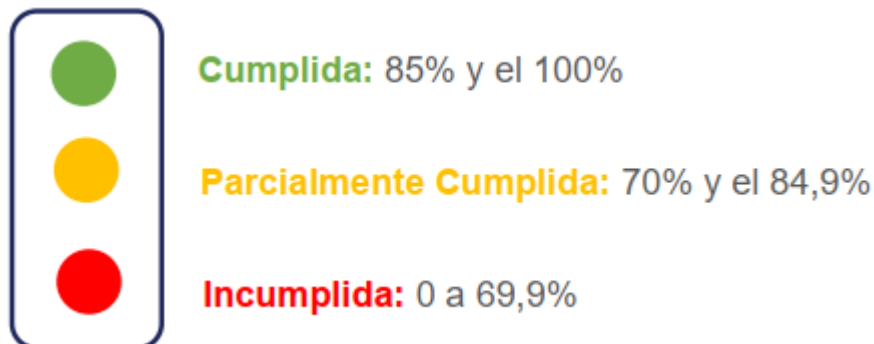 Cumplida: 85% y el 100%
Parcialmente Cumplida: 70% y el 84,9%
Incumplida: 0 a 69,9%